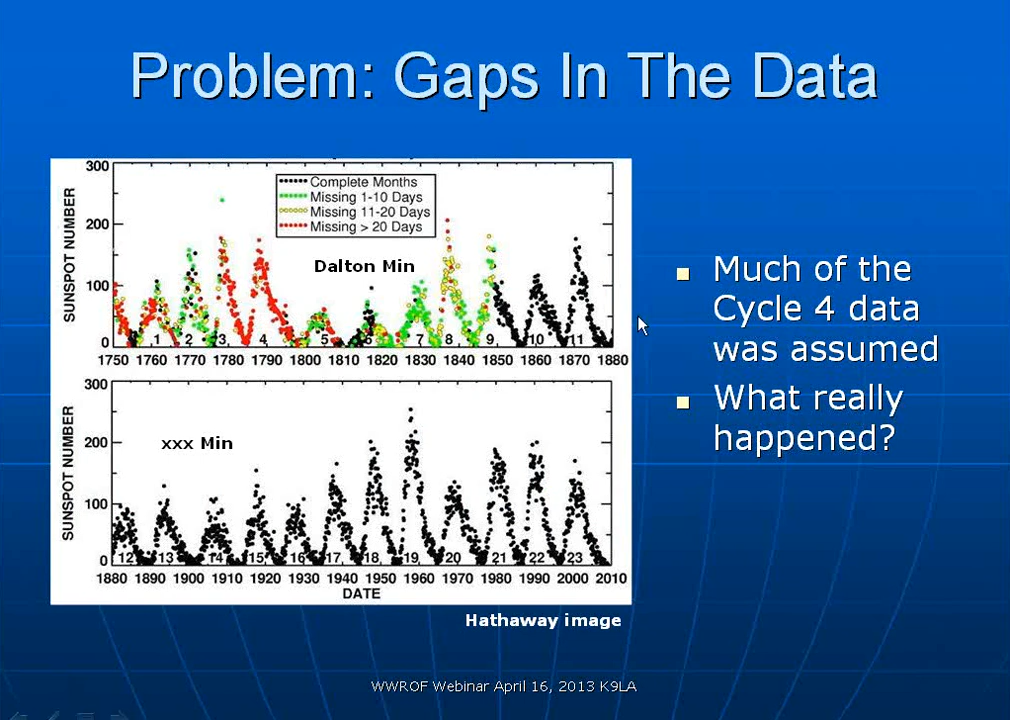 Problem: Gaps In The Data
300
200
100
0
SUNSPOT NUMBER
Complete Months
Missing 1-10 Days
Missing 11-20 Days
Missing > 20 Days
Dalton Min
1 2 3 4 5 6 7 8 9 10 11
1750 1760 1770 1780 1790 1800 1810 1820 1830 1840 1850 1860 1870 1880
300
200
100
0
SUNSPOT NUMBER
xxx Min
12 13 14 15 16 17 18 19 20 21 22 23
1880 1890 1900 1910 1920 1930 1940 1950 1960 1970 1980 1990 2000 2010
DATE
Hathaway image
Much of the
Cycle 4 data
was assumed
What really
happened?
WWROF Webinar April 16, 2013 K9LA